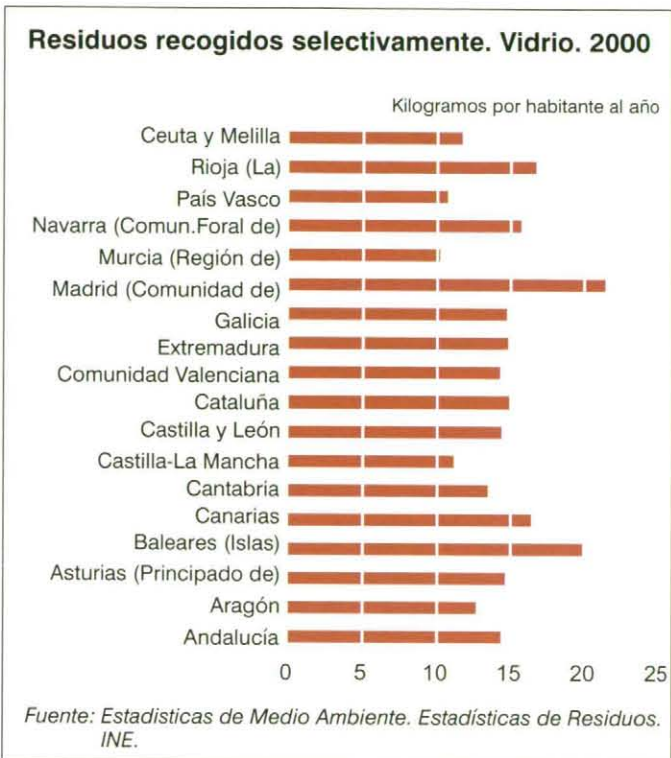 Residuos recogidos selectivamente. Vidrio. 2000
Kilogramos por habitante al año
Ceuta y Melilla
Rioja (La)
País Vasco
Navarra (Comun.Foral de)
Murcia (Región de)
Madrid (Comunidad de)
Galicia
Extremadura
Comunidad Valenciana
Cataluña
Castilla y León
Castilla-La Mancha
Cantabria
Canarias
Baleares (Islas)
Asturias (Principado de)
Aragón
Andalucía
0 5 10 15 20 25
Fuente: Estadisticas de Medio Ambiente. Estadísticas de Residuos.
INE.